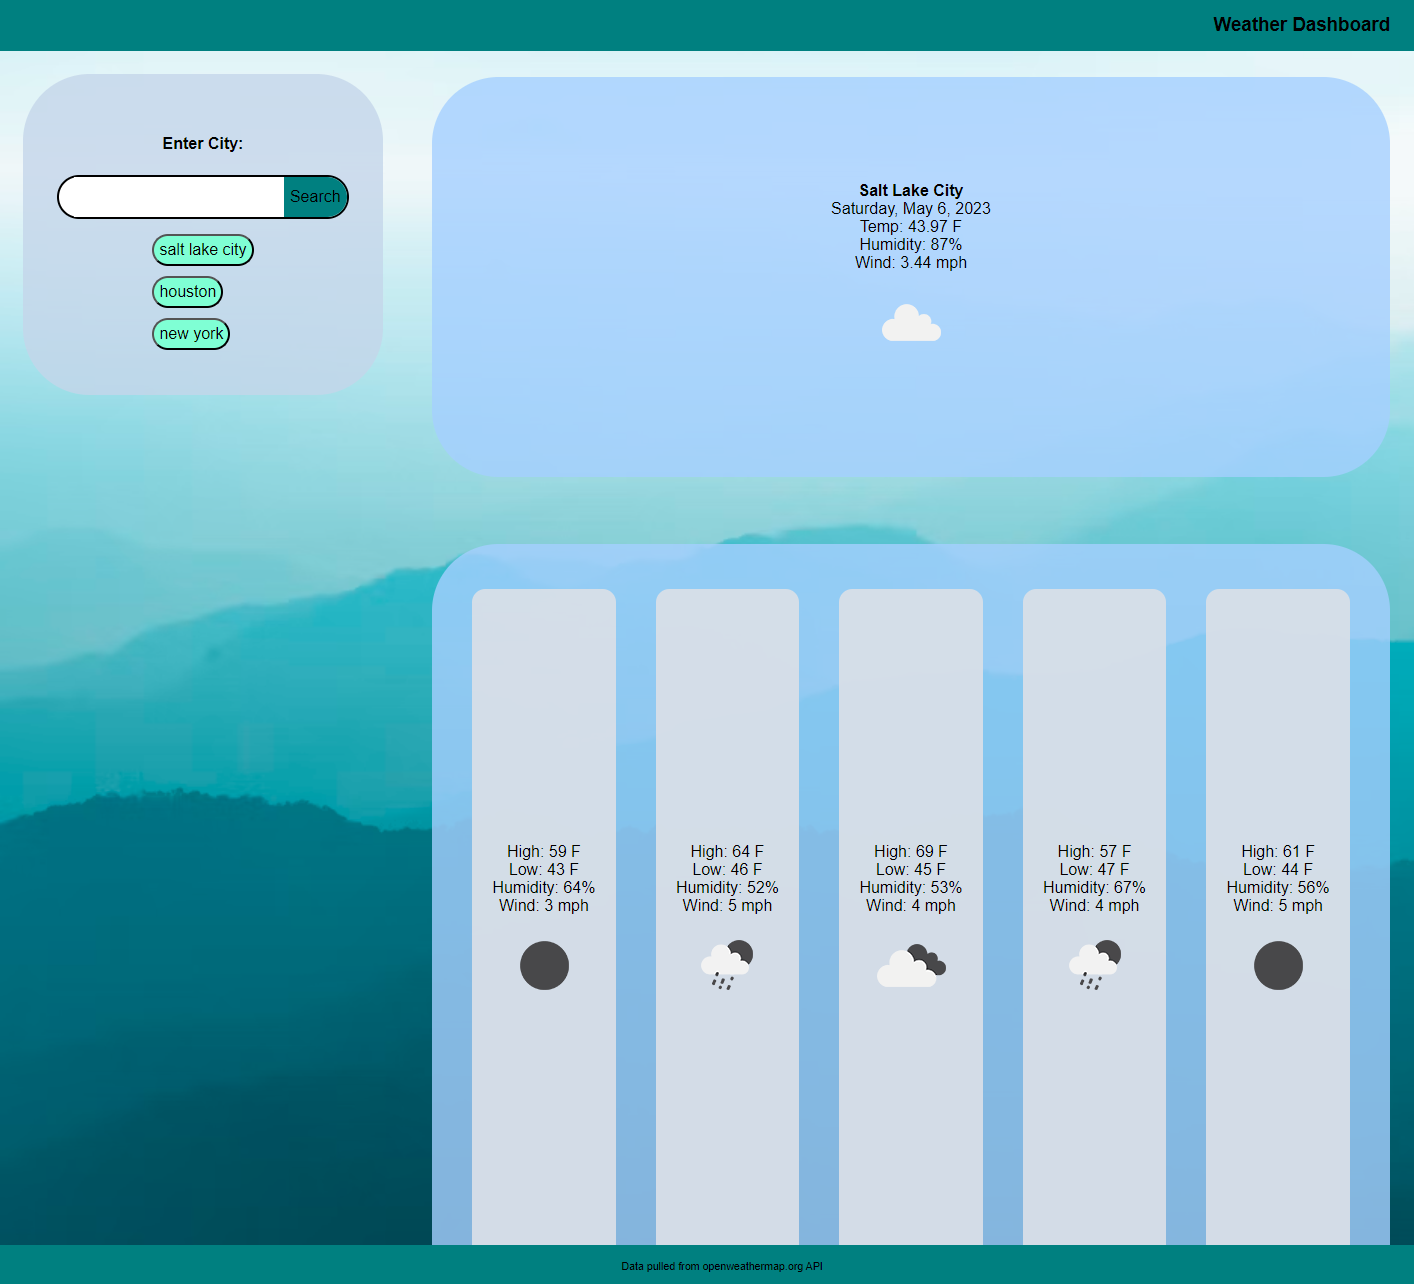 Weather Dashboard
Enter City:
Search
salt lake city
houston
new york
Salt Lake City
Saturday, May 6, 2023
Temp: 43.97 F
Humidity: 87%
Wind: 3.44 mph
High: 59 F
Low: 43 F
Humidity: 64%
Wind: 3 mph
High: 64 F
Low: 46 F
Humidity: 52%
Wind: 5 mph
High: 69 F
Low: 45 F
Humidity: 53%
Wind: 4 mph
High: 57 F
Low: 47 F
Humidity: 67%
Wind: 4 mph
High: 61 F
Low: 44 F
Humidity: 56%
Wind: 5 mph
Data pulled from openweathermap.org API